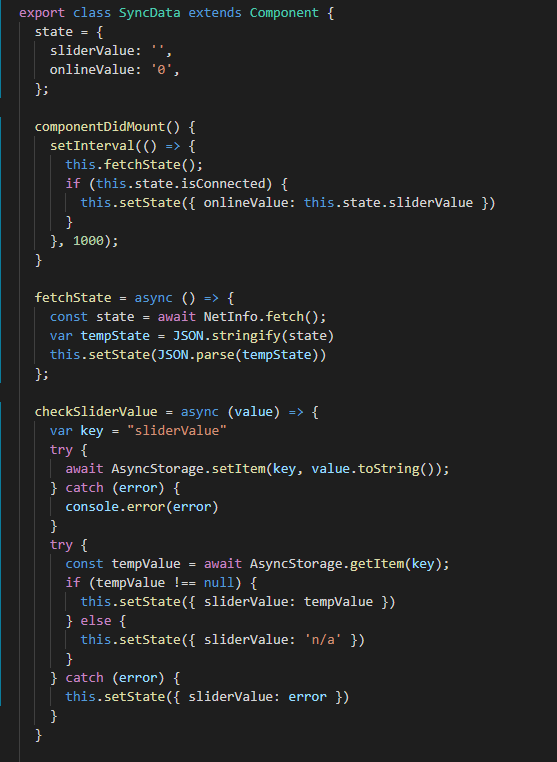 export class SyncData extends Component {
  state = {
    sliderValue: '',
    onlineValue: '0',
  };

  componentDidMount() {
    setInterval(() => {
      this.fetchState();
      if (this.state.isConnected) {
        this.setState({ onlineValue: this.state.sliderValue })
      }
    }, 1000);
  }

  fetchState = async () => {
    const state = await NetInfo.fetch();
    var tempState = JSON.stringify(state)
    this.setState(JSON.parse(tempState))
  };

  checkSliderValue = async (value) => {
    var key = "sliderValue"
    try {
      await AsyncStorage.setItem(key, value.toString());
    } catch (error) {
      console.error(error)
    }
    try {
      const tempValue = await AsyncStorage.getItem(key);
      if (tempValue !== null) {
        this.setState({ sliderValue: tempValue })
      } else {
        this.setState({ sliderValue: 'n/a' })
      }
    } catch (error) {
      this.setState({ sliderValue: error })
    }
  }